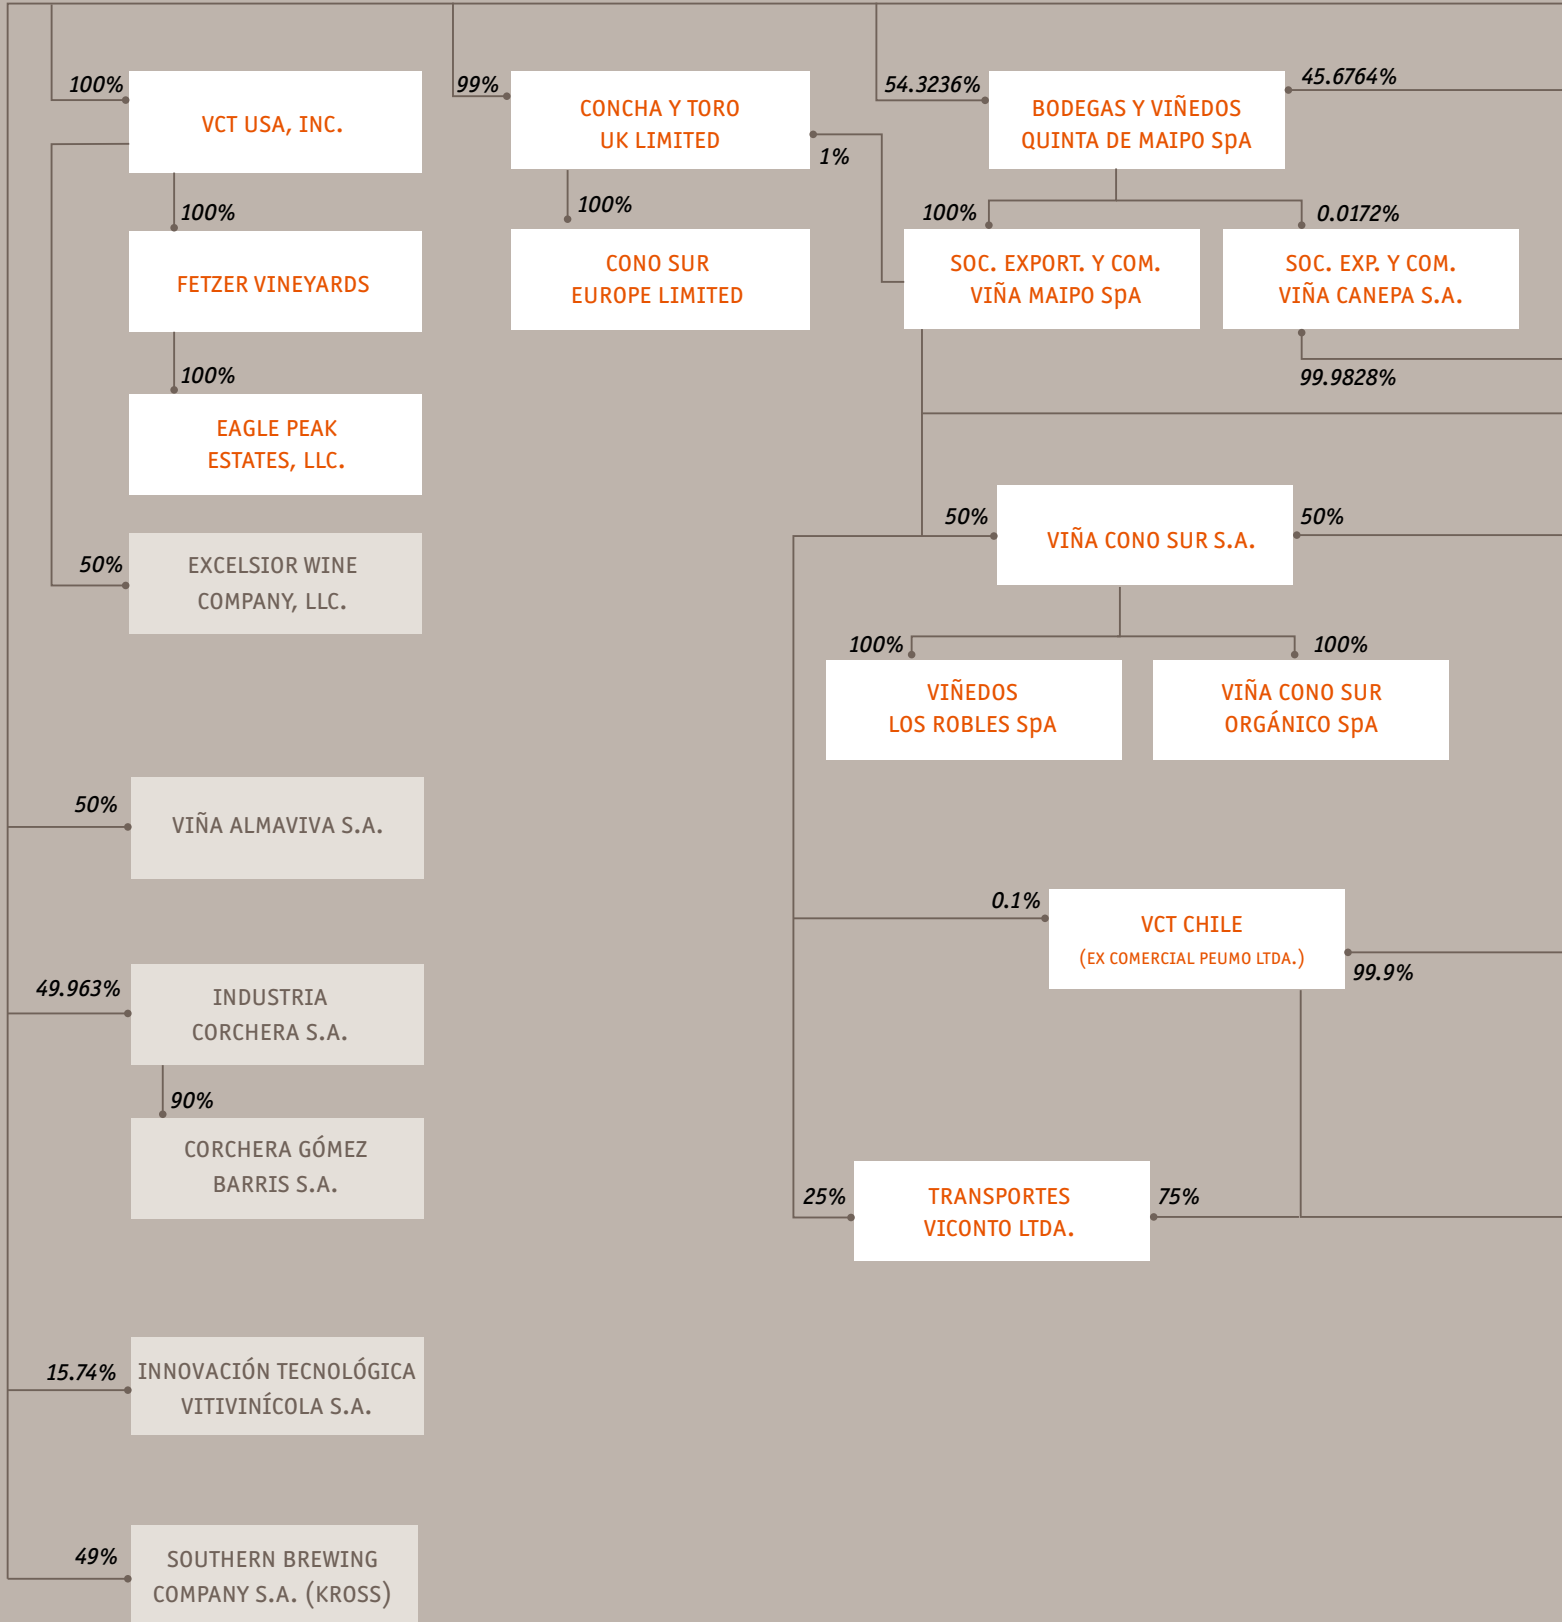 100%
VCT USA, INC.
100%
FETZER VINEYARDS
100%
EAGLE PEAK
ESTATES, LLC.
50%
EXCELSIOR WINE
COMPANY, LLC.
99%
CONCHA Y TORO
UK LIMITED
1%
100%
CONO SUR
EUROPE LIMITED
54.3236%
BODEGAS Y VIÑEDOS
QUINTA DE MAIPO SpA
45.6764%
100%
SOC. EXPORT. Y COM.
VIÑA MAIPO SpA
0.0172%
SOC. EXP. Y COM.
VIÑA CANEPA S.A.
99.9828%
50%
VIÑA CONO SUR S.A.
50%
100%
VIÑEDOS
LOS ROBLES SpA
100%
VIÑA CONO SUR
ORGÁNICO SpA
50%
VIÑA ALMAVIVA S.A.
0.1%
VCT CHILE
(EX COMERCIAL PEUMO LTDA.)
99.9%
49.963%
INDUSTRIA
CORCHERA S.A.
90%
CORCHERA GÓMEZ
BARRIS S.A.
25%
TRANSPORTES
VICONTO LTDA.
75%
15.74%
INNOVACIÓN TECNOLÓGICA
VITIVINÍCOLA S.A.
49%
SOUTHERN BREWING
COMPANY S.A. (KROSS)